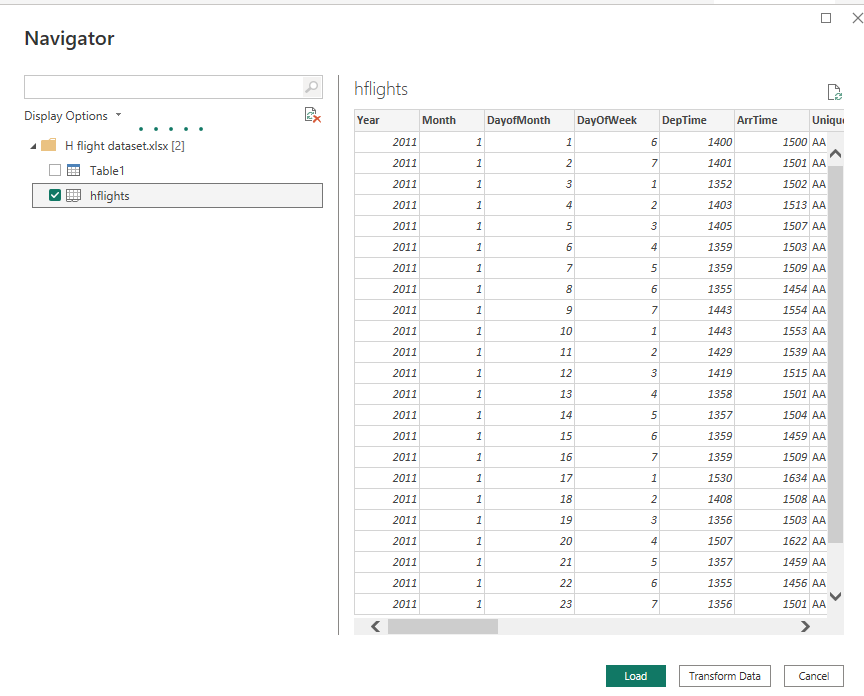 Navigator
Display Options
H flight dataset.xlsx [2]
Table1
hflights
hflights
Year Month DayofMonth DayOfWeek DepTime ArrTime Unique
2011 1 1 6 1400 1500 AA
2011 1 2 7 1401 1501 AA
2011 1 3 1 1352 1502 AA
2011 1 4 2 1403 1513 AA
2011 1 5 3 1405 1507 AA
2011 1 6 4 1359 1503 AA
2011 1 7 5 1359 1509 AA
2011 1 8 6 1355 1454 AA
2011 1 9 7 1443 1554 AA
2011 1 10 1 1443 1553 AA
2011 1 11 2 1429 1539 AA
2011 1 12 3 1419 1515 AA
2011 1 13 4 1358 1501 AA
2011 1 14 5 1357 1504 AA
2011 1 15 6 1359 1459 AA
2011 1 16 7 1359 1509 AA
2011 1 17 1 1530 1634 AA
2011 1 18 2 1408 1508 AA
2011 1 19 3 1356 1503 AA
2011 1 20 4 1507 1622 AA
2011 1 21 5 1357 1459 AA
2011 1 22 6 1355 1456 AA
2011 1 23 7 1356 1501 AA
Load Transform Data Cancel